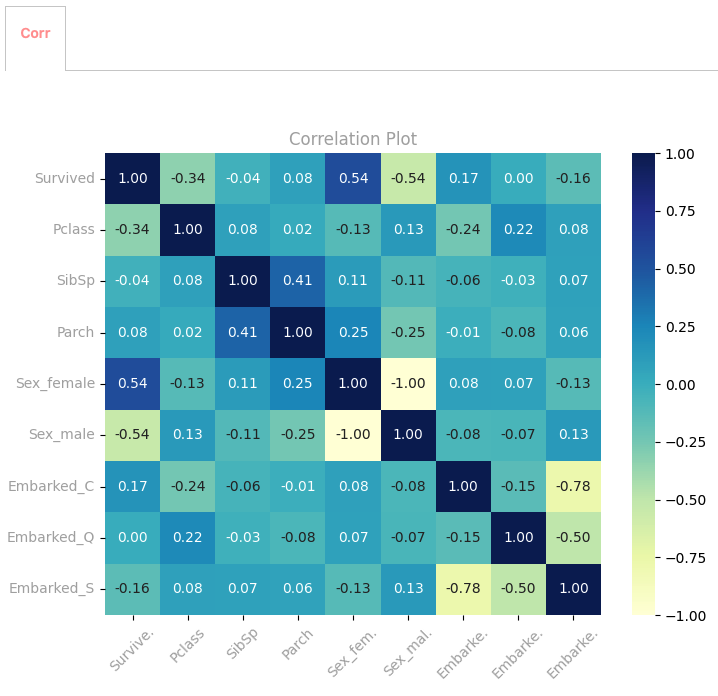 Corr
Correlation Plot
Survived 1.00 -0.34 -0.04 0.08 0.54 -0.54 0.17 0.00 -0.16
Pclass -0.34 1.00 0.08 0.02 -0.13 0.13 -0.24 0.22 0.08
SibSp -0.04 0.08 1.00 0.41 0.11 -0.11 -0.06 -0.03 0.07
Parch 0.08 0.02 0.41 1.00 0.25 -0.25 -0.01 -0.08 0.06
Sex_female 0.54 -0.13 0.11 0.25 1.00 -1.00 0.08 0.07 -0.13
Sex_male -0.54 0.13 -0.11 -0.25 -1.00 1.00 -0.08 -0.07 0.13
Embarked_C 0.17 -0.24 -0.06 -0.01 0.08 -0.08 1.00 -0.15 -0.78
Embarked_Q 0.00 0.22 -0.03 -0.08 0.07 -0.07 -0.15 1.00 -0.50
Embarked_S -0.16 0.08 0.07 0.06 -0.13 0.13 -0.78 -0.50 1.00
Survive. Pclass SibSp Parch Sex_fem. Sex_mal. Embarke. Embarke. Embarke.
1.00
0.75
0.50
0.25
0.00
−0.25
−0.50
−0.75
−1.00